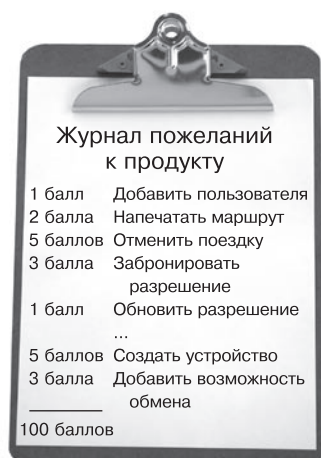 Журнал пожеланий
к продукту
1 балл Добавить пользователя
2 балла Напечатать маршрут
5 баллов Отменить поездку
3 балла Забронировать
разрешение
1 балл Обновить разрешение
...
5 баллов Создать устройство
3 балла Добавить возможность
обмена
100 баллов